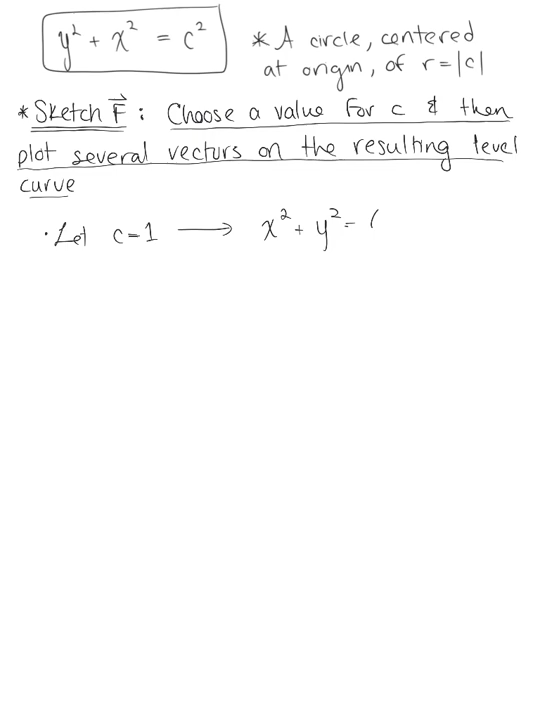 y² + x² = c² * A circle, centered
at origin, of r=|c|
* Sketch F⃗ : Choose a value for c & then
plot several vectors on the resulting level
curve
· Let c=1 ⟶ x² + y² = (